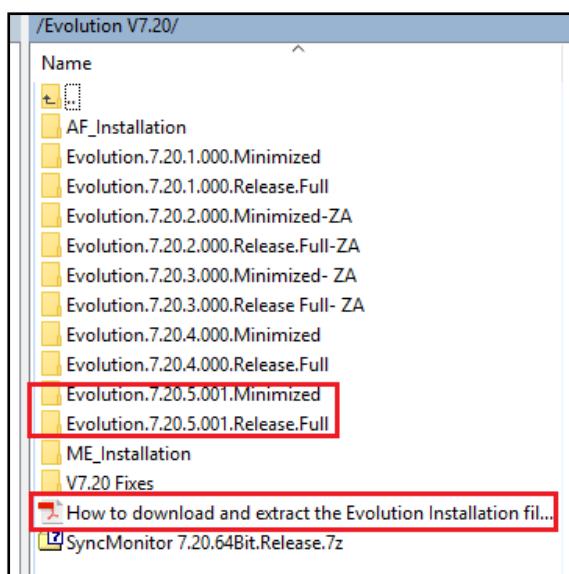 /Evolution V7.20/
Name
..
AF_Installation
Evolution.7.20.1.000.Minimized
Evolution.7.20.1.000.Release.Full
Evolution.7.20.2.000.Minimized-ZA
Evolution.7.20.2.000.Release.Full-ZA
Evolution.7.20.3.000.Minimized- ZA
Evolution.7.20.3.000.Release Full- ZA
Evolution.7.20.4.000.Minimized
Evolution.7.20.4.000.Release.Full
Evolution.7.20.5.001.Minimized
Evolution.7.20.5.001.Release.Full
ME_Installation
V7.20 Fixes
How to download and extract the Evolution Installation fil...
SyncMonitor 7.20.64Bit.Release.7z